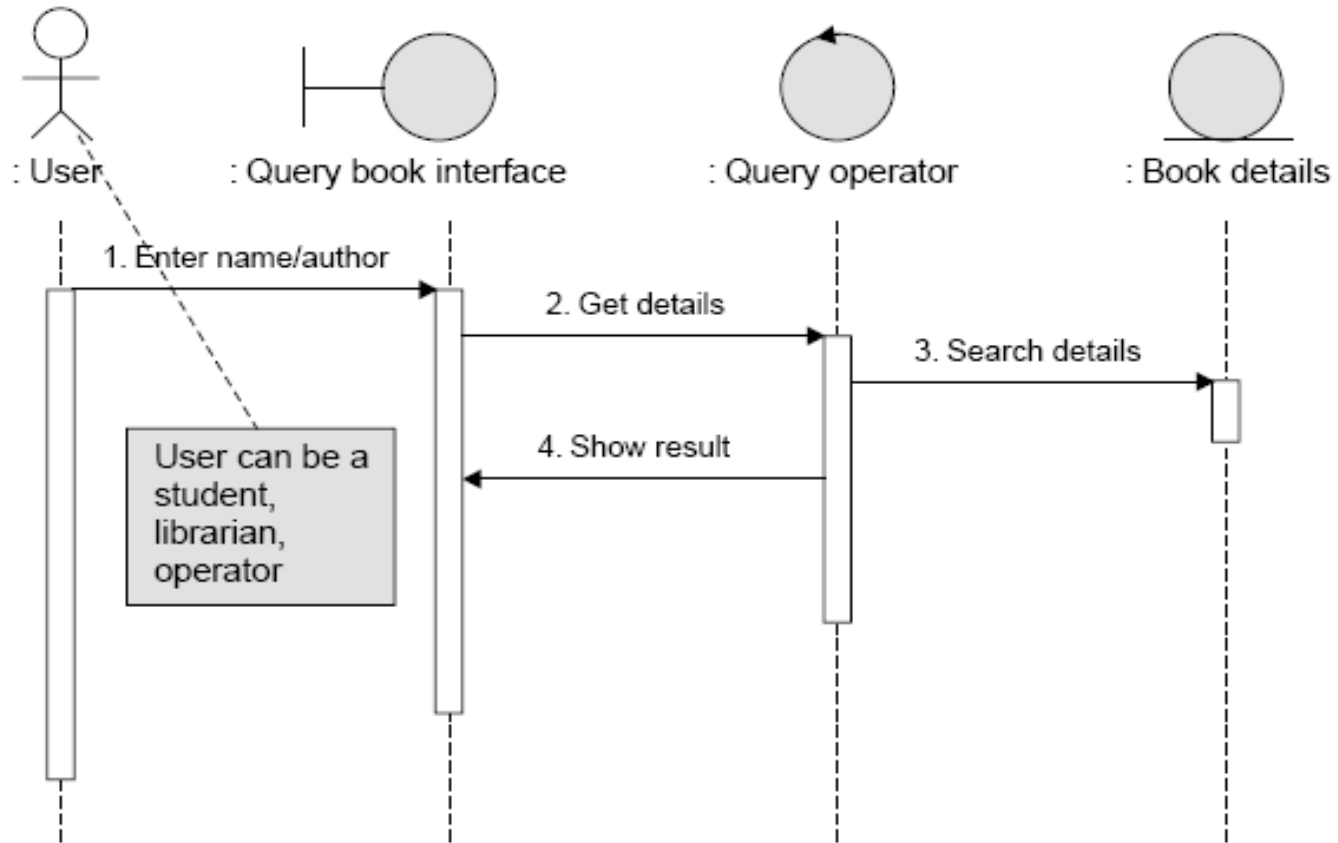 : User
: Query book interface
: Query operator
: Book details
1. Enter name/author
2. Get details
3. Search details
4. Show result
User can be a
student,
librarian,
operator